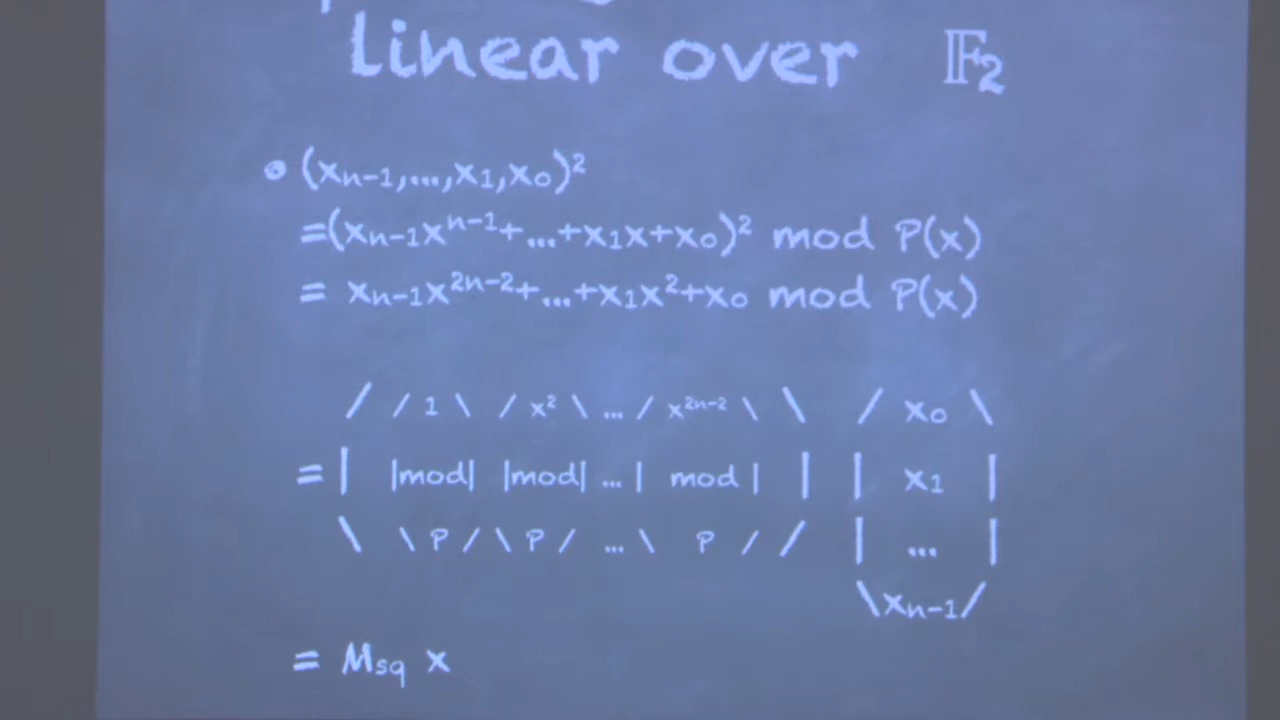 Linear over 𝔽₂
• (xₙ₋₁,...,x₁,x₀)²
=(xₙ₋₁xⁿ⁻¹+...+x₁x+x₀)² mod P(x)
= xₙ₋₁x²ⁿ⁻²+...+x₁x²+x₀ mod P(x)
/ / 1 \ / x² \ ... / x²ⁿ⁻² \ \ / x₀ \
= | |mod| |mod| ... | mod | | | x₁ |
\ \ P / \ P / ... \ P / / | ... |
\xₙ₋₁/
= M_sq x